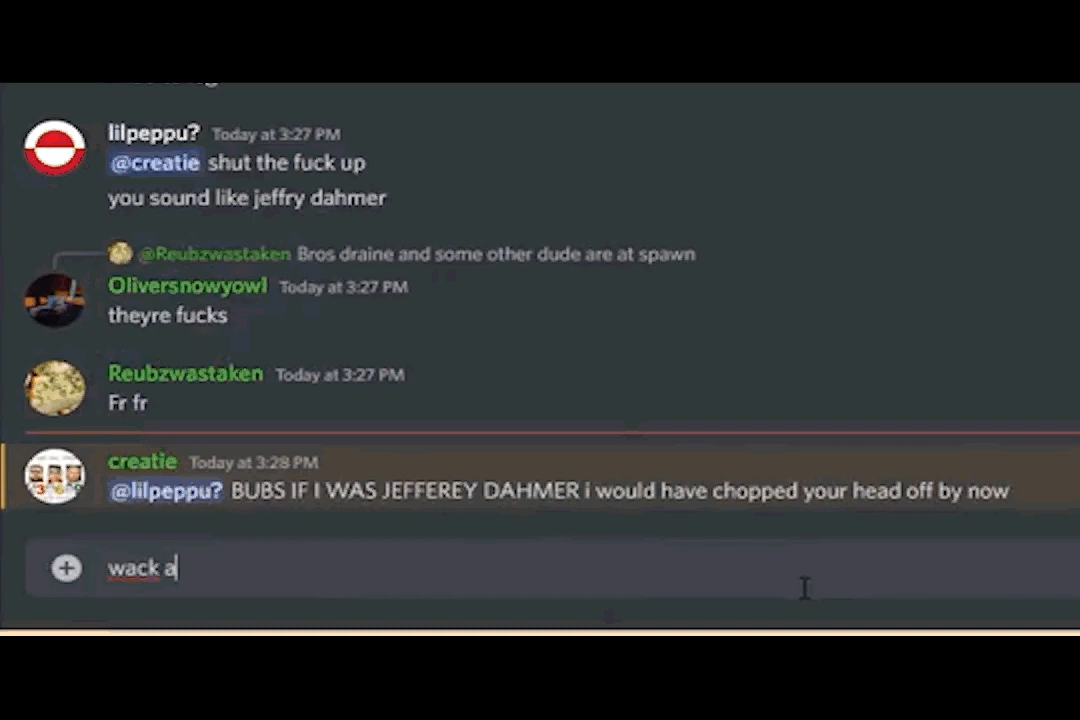 lilpeppu? Today at 3:27 PM
@creatie shut the fuck up
you sound like jeffry dahmer
@Reubzwastaken Bros draine and some other dude are at spawn
Oliversnowyowl Today at 3:27 PM
theyre fucks
Reubzwastaken Today at 3:27 PM
Fr fr
creatie Today at 3:28 PM
@lilpeppu? BUBS IF I WAS JEFFEREY DAHMER i would have chopped your head off by now
wack a